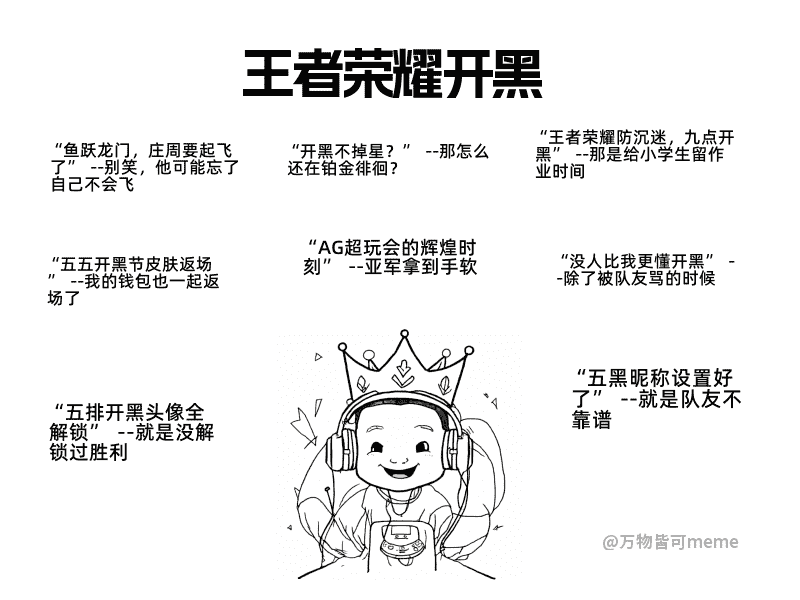 王者荣耀开黑
“鱼跃龙门，庄周要起飞
了” --别笑，他可能忘了
自己不会飞
“开黑不掉星？” --那怎么
还在铂金徘徊？
“王者荣耀防沉迷，九点开
黑” --那是给小学生留作
业时间
“五五开黑节皮肤返场
” --我的钱包也一起返
场了
“AG超玩会的辉煌时
刻” --亚军拿到手软
“没人比我更懂开黑” -
-除了被队友骂的时候
“五排开黑头像全
解锁” --就是没解
锁过胜利
“五黑昵称设置好
了” --就是队友不
靠谱
@万物皆可meme